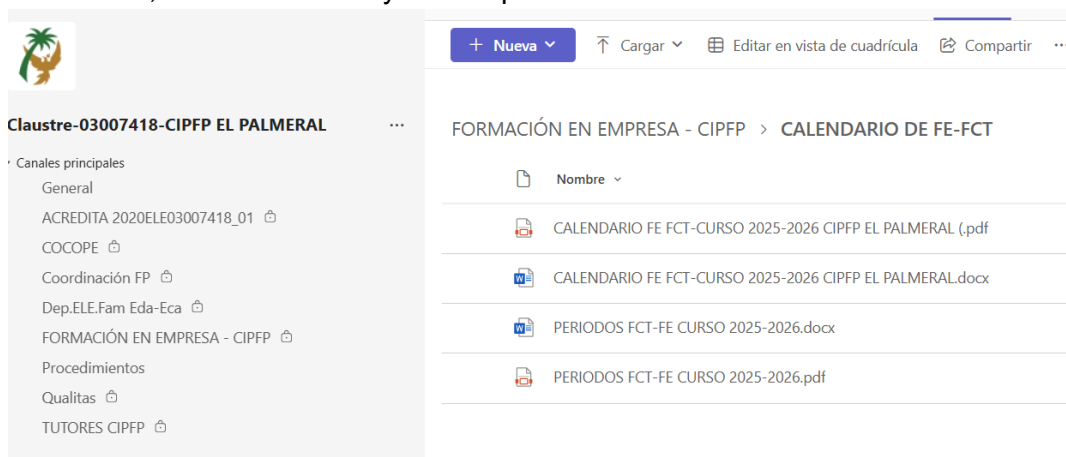 + Nueva
Cargar
Editar en vista de cuadrícula
Compartir
...
Claustre-03007418-CIPFP EL PALMERAL
...
Canales principales
General
ACREDITA 2020ELE03007418_01
COCOPE
Coordinación FP
Dep.ELE.Fam Eda-Eca
FORMACIÓN EN EMPRESA - CIPFP
Procedimientos
Qualitas
TUTORES CIPFP
FORMACIÓN EN EMPRESA - CIPFP > CALENDARIO DE FE-FCT
Nombre
CALENDARIO FE FCT-CURSO 2025-2026 CIPFP EL PALMERAL (.pdf
CALENDARIO FE FCT-CURSO 2025-2026 CIPFP EL PALMERAL.docx
PERIODOS FCT-FE CURSO 2025-2026.docx
PERIODOS FCT-FE CURSO 2025-2026.pdf